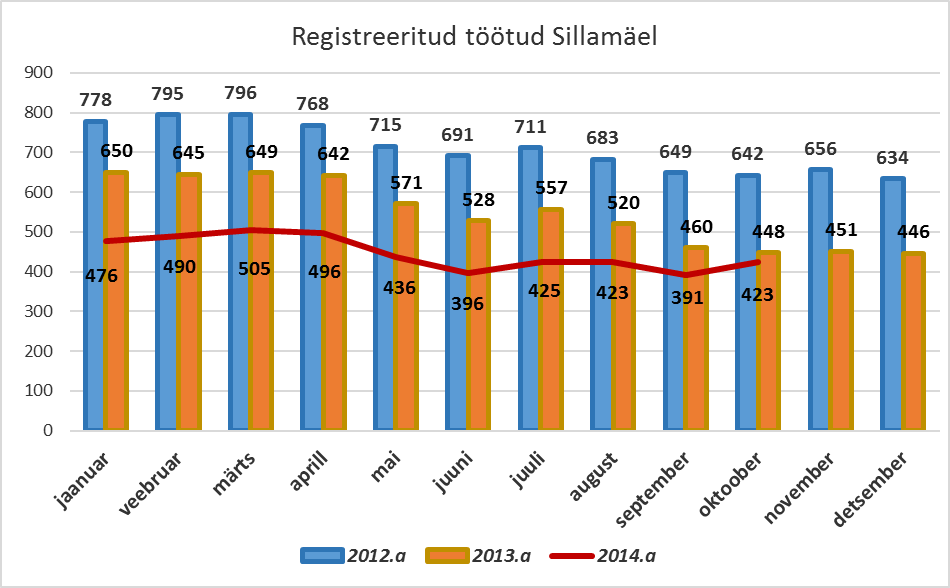 Registreeritud töötud Sillamäel
900
800
700
600
500
400
300
200
100
0
778 795 796 768 715 691 711 683 649 642 656 634
650 645 649 642 571 528 557 520 460 448 451 446
476 490 505 496 436 396 425 423 391 423
jaanuar veebruar märts aprill mai juuni juuli august september oktoober november detsember
2012.a 2013.a 2014.a